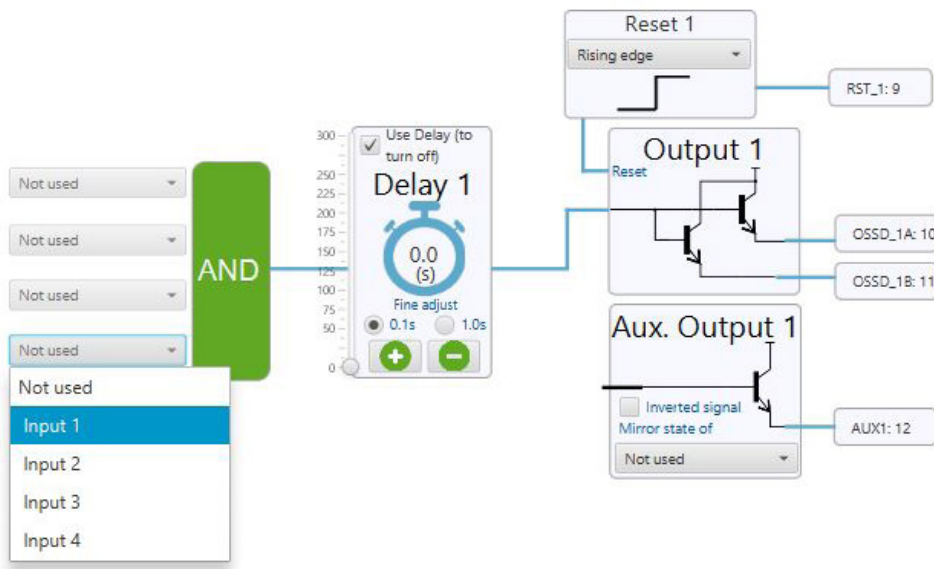 Reset 1
Rising edge
RST_1: 9
300
250
225
200
175
150
125
100
75
50
0
Use Delay (to
turn off)
Delay 1
0.0
(s)
Fine adjust
0.1s
1.0s
Output 1
Reset
OSSD_1A: 10
OSSD_1B: 11
Not used
Not used
Not used
Not used
AND
Not used
Input 1
Input 2
Input 3
Input 4
Aux. Output 1
Inverted signal
Mirror state of
Not used
AUX1: 12